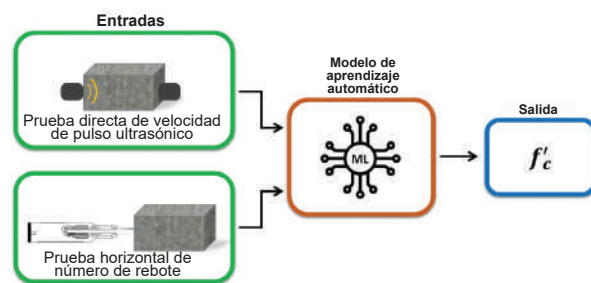 Entradas
Prueba directa de velocidad
de pulso ultrasónico
Prueba horizontal de
número de rebote
Modelo de
aprendizaje
automático
ML
Salida
f′c